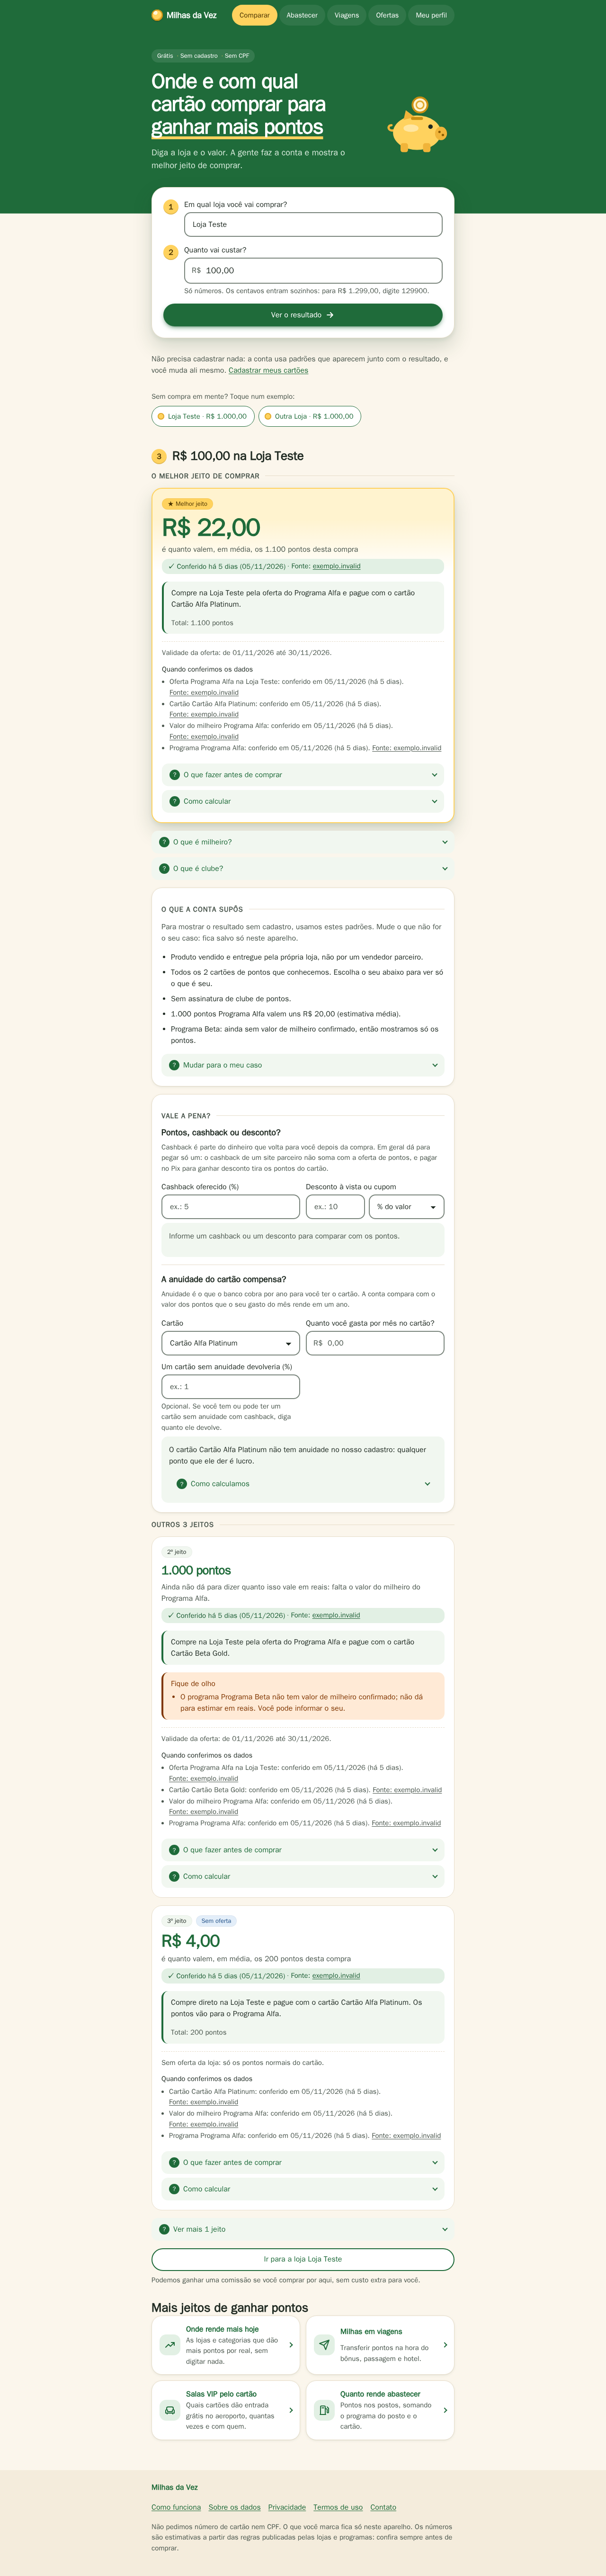 Milhas da Vez
Comparar
Abastecer
Viagens
Ofertas
Meu perfil
Grátis · Sem cadastro · Sem CPF
Onde e com qual
cartão comprar para
ganhar mais pontos
Diga a loja e o valor. A gente faz a conta e mostra o
melhor jeito de comprar.
1
Em qual loja você vai comprar?
Loja Teste
2
Quanto vai custar?
R$ 100,00
Só números. Os centavos entram sozinhos: para R$ 1.299,00, digite 129900.
Ver o resultado →
Não precisa cadastrar nada: a conta usa padrões que aparecem junto com o resultado, e
você muda ali mesmo. Cadastrar meus cartões
Sem compra em mente? Toque num exemplo:
Loja Teste · R$ 1.000,00
Outra Loja · R$ 1.000,00
3
R$ 100,00 na Loja Teste
O MELHOR JEITO DE COMPRAR
★ Melhor jeito
R$ 22,00
é quanto valem, em média, os 1.100 pontos desta compra
✓ Conferido há 5 dias (05/11/2026) · Fonte: exemplo.invalid
Compre na Loja Teste pela oferta do Programa Alfa e pague com o cartão
Cartão Alfa Platinum.
Total: 1.100 pontos
Validade da oferta: de 01/11/2026 até 30/11/2026.
Quando conferimos os dados
• Oferta Programa Alfa na Loja Teste: conferido em 05/11/2026 (há 5 dias).
Fonte: exemplo.invalid
• Cartão Cartão Alfa Platinum: conferido em 05/11/2026 (há 5 dias).
Fonte: exemplo.invalid
• Valor do milheiro Programa Alfa: conferido em 05/11/2026 (há 5 dias).
Fonte: exemplo.invalid
• Programa Programa Alfa: conferido em 05/11/2026 (há 5 dias). Fonte: exemplo.invalid
? O que fazer antes de comprar
? Como calcular
? O que é milheiro?
? O que é clube?
O QUE A CONTA SUPÔS
Para mostrar o resultado sem cadastro, usamos estes padrões. Mude o que não for
o seu caso: fica salvo só neste aparelho.
• Produto vendido e entregue pela própria loja, não por um vendedor parceiro.
• Todos os 2 cartões de pontos que conhecemos. Escolha o seu abaixo para ver só
o que é seu.
• Sem assinatura de clube de pontos.
• 1.000 pontos Programa Alfa valem uns R$ 20,00 (estimativa média).
• Programa Beta: ainda sem valor de milheiro confirmado, então mostramos só os
pontos.
? Mudar para o meu caso
VALE A PENA?
Pontos, cashback ou desconto?
Cashback é parte do dinheiro que volta para você depois da compra. Em geral dá para
pegar só um: o cashback de um site parceiro não soma com a oferta de pontos, e pagar
no Pix para ganhar desconto tira os pontos do cartão.
Cashback oferecido (%)
ex.: 5
Desconto à vista ou cupom
ex.: 10
% do valor
Informe um cashback ou um desconto para comparar com os pontos.
A anuidade do cartão compensa?
Anuidade é o que o banco cobra por ano para você ter o cartão. A conta compara com o
valor dos pontos que o seu gasto do mês rende em um ano.
Cartão
Cartão Alfa Platinum
Quanto você gasta por mês no cartão?
R$ 0,00
Um cartão sem anuidade devolveria (%)
ex.: 1
Opcional. Se você tem ou pode ter um
cartão sem anuidade com cashback, diga
quanto ele devolve.
O cartão Cartão Alfa Platinum não tem anuidade no nosso cadastro: qualquer
ponto que ele der é lucro.
? Como calculamos
OUTROS 3 JEITOS
2º jeito
1.000 pontos
Ainda não dá para dizer quanto isso vale em reais: falta o valor do milheiro do
Programa Alfa.
✓ Conferido há 5 dias (05/11/2026) · Fonte: exemplo.invalid
Compre na Loja Teste pela oferta do Programa Alfa e pague com o cartão
Cartão Beta Gold.
Fique de olho
• O programa Programa Beta não tem valor de milheiro confirmado; não dá
para estimar em reais. Você pode informar o seu.
Validade da oferta: de 01/11/2026 até 30/11/2026.
Quando conferimos os dados
• Oferta Programa Alfa na Loja Teste: conferido em 05/11/2026 (há 5 dias).
Fonte: exemplo.invalid
• Cartão Cartão Beta Gold: conferido em 05/11/2026 (há 5 dias). Fonte: exemplo.invalid
• Valor do milheiro Programa Alfa: conferido em 05/11/2026 (há 5 dias).
Fonte: exemplo.invalid
• Programa Programa Alfa: conferido em 05/11/2026 (há 5 dias). Fonte: exemplo.invalid
? O que fazer antes de comprar
? Como calcular
3º jeito
Sem oferta
R$ 4,00
é quanto valem, em média, os 200 pontos desta compra
✓ Conferido há 5 dias (05/11/2026) · Fonte: exemplo.invalid
Compre direto na Loja Teste e pague com o cartão Cartão Alfa Platinum. Os
pontos vão para o Programa Alfa.
Total: 200 pontos
Sem oferta da loja: só os pontos normais do cartão.
Quando conferimos os dados
• Cartão Cartão Alfa Platinum: conferido em 05/11/2026 (há 5 dias).
Fonte: exemplo.invalid
• Valor do milheiro Programa Alfa: conferido em 05/11/2026 (há 5 dias).
Fonte: exemplo.invalid
• Programa Programa Alfa: conferido em 05/11/2026 (há 5 dias). Fonte: exemplo.invalid
? O que fazer antes de comprar
? Como calcular
? Ver mais 1 jeito
Ir para a loja Loja Teste
Podemos ganhar uma comissão se você comprar por aqui, sem custo extra para você.
Mais jeitos de ganhar pontos
Onde rende mais hoje
As lojas e categorias que dão
mais pontos por real, sem
digitar nada.
Milhas em viagens
Transferir pontos na hora do
bônus, passagem e hotel.
Salas VIP pelo cartão
Quais cartões dão entrada
grátis no aeroporto, quantas
vezes e com quem.
Quanto rende abastecer
Pontos nos postos, somando
o programa do posto e o
cartão.
Milhas da Vez
Como funciona
Sobre os dados
Privacidade
Termos de uso
Contato
Não pedimos número de cartão nem CPF. O que você marca fica só neste aparelho. Os números
são estimativas a partir das regras publicadas pelas lojas e programas: confira sempre antes de
comprar.